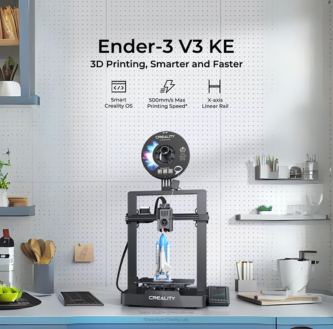 Ender-3 V3 KE
3D Printing, Smarter and Faster
Smart
Creality OS
500mm/s Max
Printing Speed*
X-axis
Linear Rail
CREALITY
CREALITY